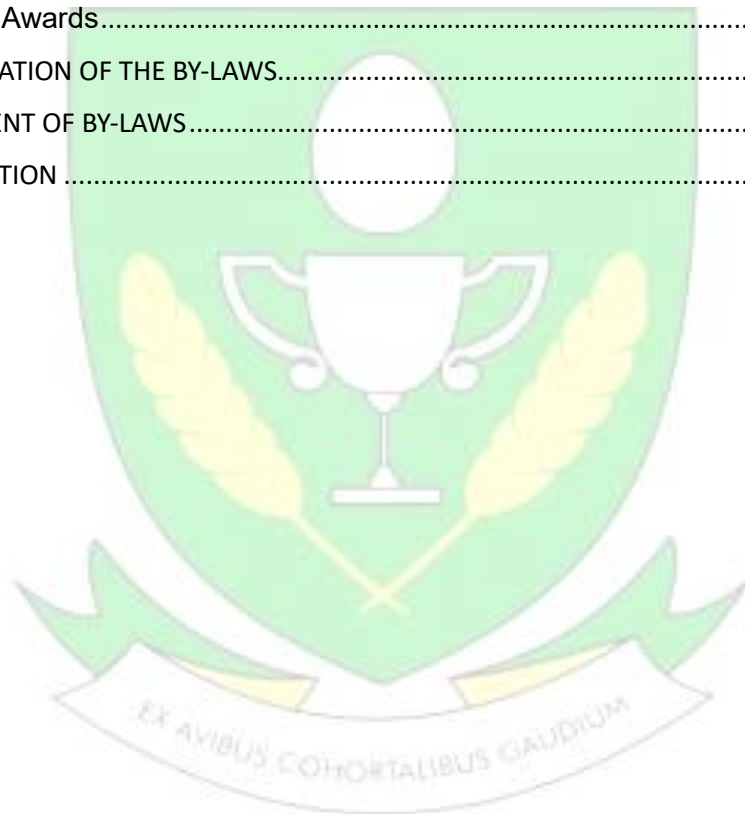 Awards
ATION OF THE BY-LAWS
ENT OF BY-LAWS
TION
EX AVIBUS COHORTALIBUS GAUDIUM